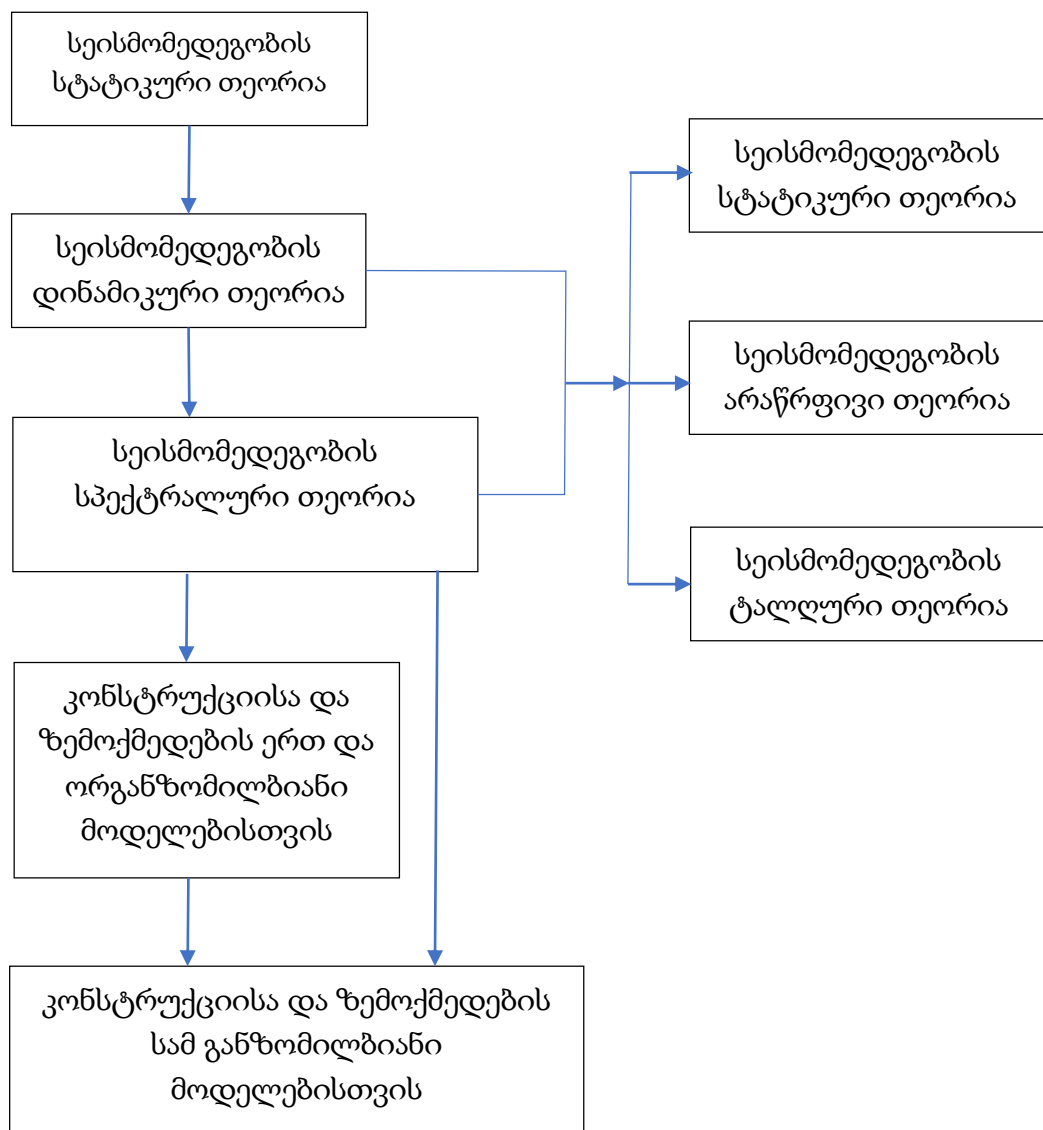 სეისმომედეგობის
სტატიკური თეორია
სეისმომედეგობის
დინამიკური თეორია
სეისმომედეგობის
სპექტრალური თეორია
კონსტრუქციისა და
ზემოქმედების ერთ და
ორგანზომილბიანი
მოდელებისთვის
კონსტრუქციისა და ზემოქმედების
სამ განზომილბიანი
მოდელებისთვის
სეისმომედეგობის
სტატიკური თეორია
სეისმომედეგობის
არაწრფივი თეორია
სეისმომედეგობის
ტალღური თეორია